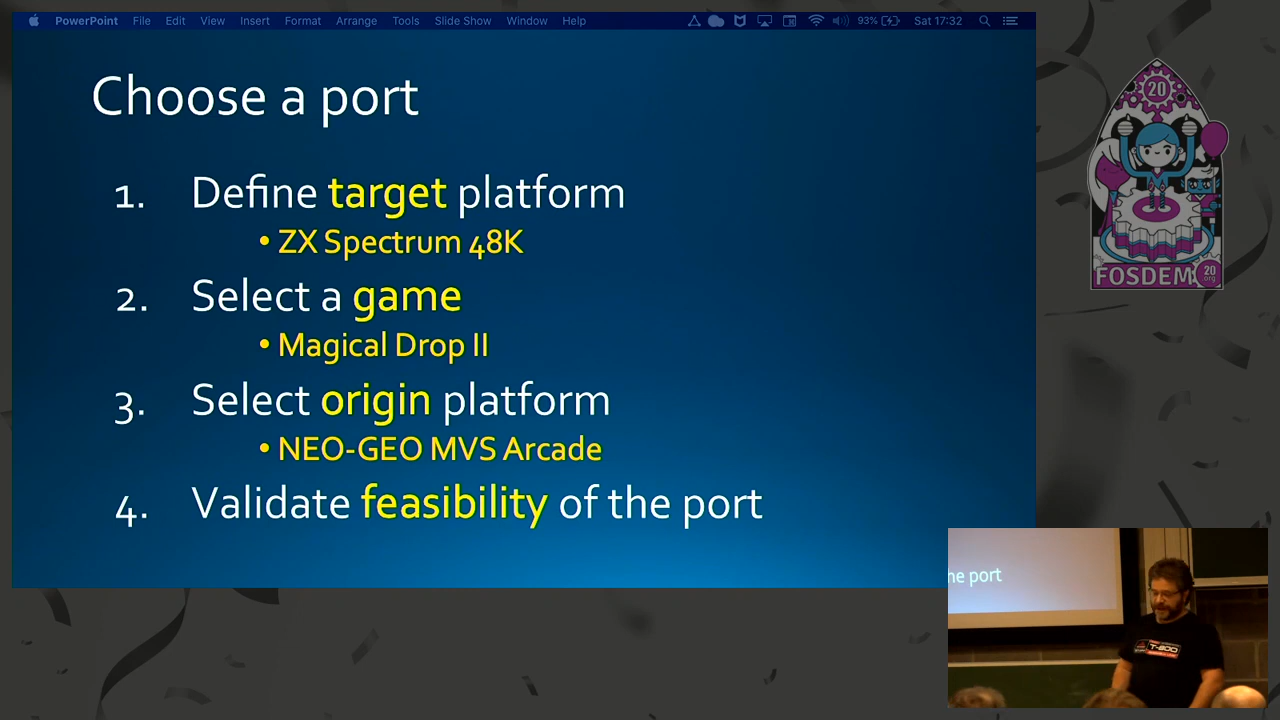 PowerPoint File Edit View Insert Format Arrange Tools Slide Show Window Help 93% Sat 17:32
Choose a port
1. Define target platform
• ZX Spectrum 48K
2. Select a game
• Magical Drop II
3. Select origin platform
• NEO-GEO MVS Arcade
4. Validate feasibility of the port
20
FOSDEM
20
.org
he port
T-800